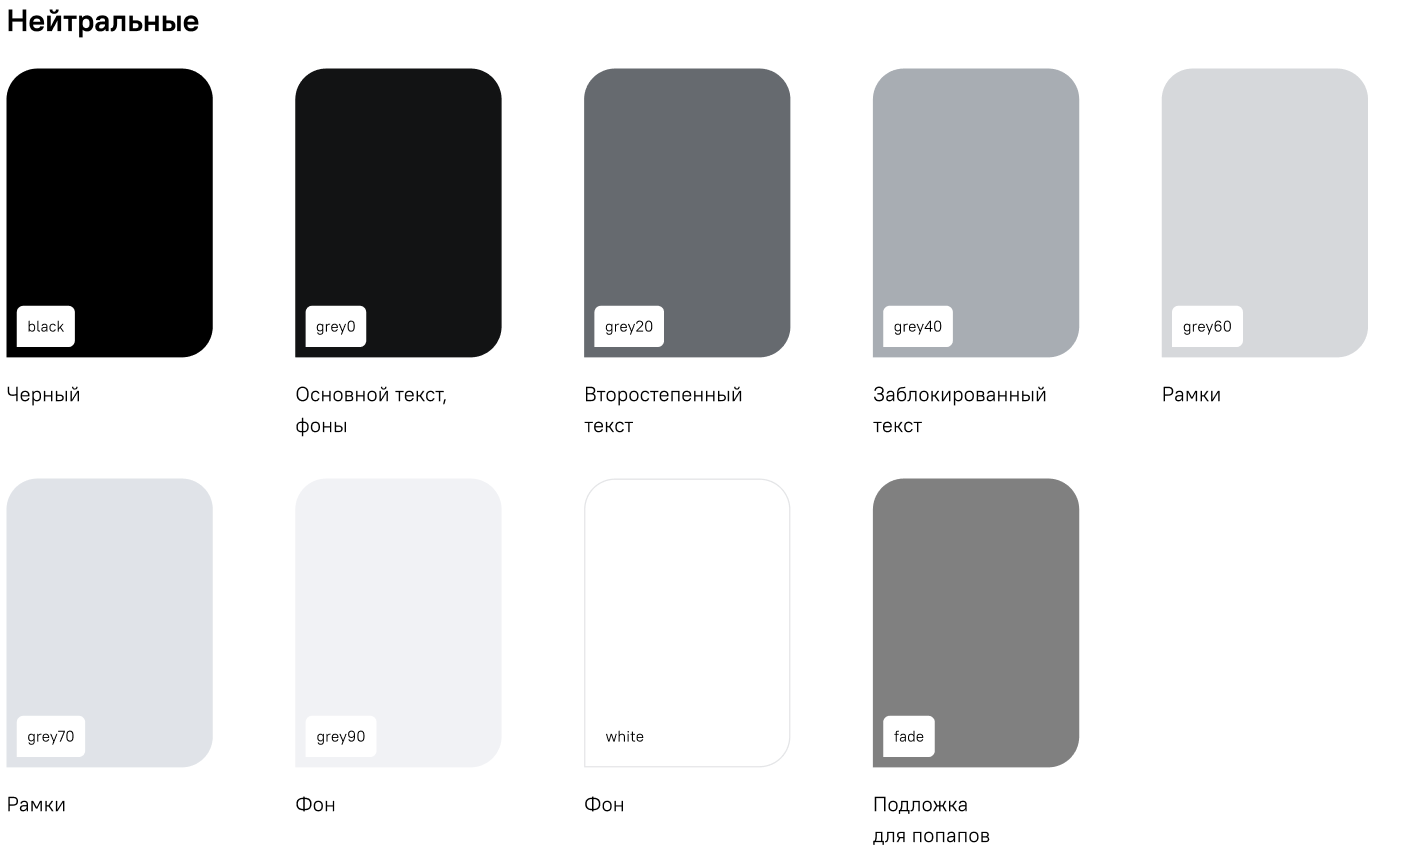 Нейтральные
black
grey0
grey20
grey40
grey60
Черный
Основной текст,
фоны
Второстепенный
текст
Заблокированный
текст
Рамки
grey70
grey90
white
fade
Рамки
Фон
Фон
Подложка
для попапов